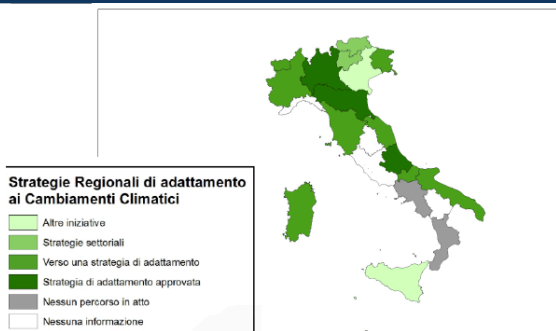 Strategie Regionali di adattamento
ai Cambiamenti Climatici
Altre iniziative
Strategie settoriali
Verso una strategia di adattamento
Strategia di adattamento approvata
Nessun percorso in atto
Nessuna informazione